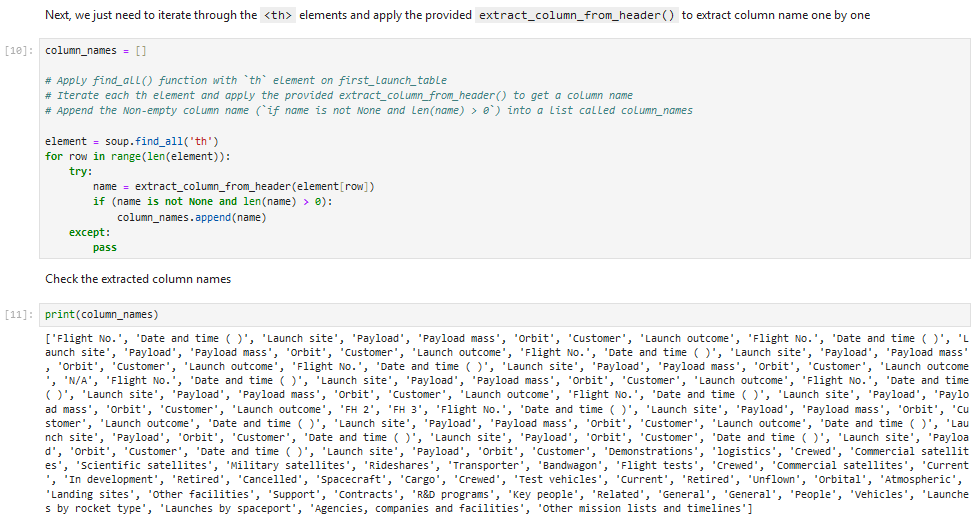 Next, we just need to iterate through the <th> elements and apply the provided extract_column_from_header() to extract column name one by one
[10]: column_names = []
# Apply find_all() function with `th` element on first_launch_table
# Iterate each th element and apply the provided extract_column_from_header() to get a column name
# Append the Non-empty column name (`if name is not None and len(name) > 0`) into a list called column_names
element = soup.find_all('th')
for row in range(len(element)):
    try:
        name = extract_column_from_header(element[row])
        if (name is not None and len(name) > 0):
            column_names.append(name)
    except:
        pass
Check the extracted column names
[11]: print(column_names)
['Flight No.', 'Date and time ( )', 'Launch site', 'Payload', 'Payload mass', 'Orbit', 'Customer', 'Launch outcome', 'Flight No.', 'Date and time ( )', 'L
aunch site', 'Payload', 'Payload mass', 'Orbit', 'Customer', 'Launch outcome', 'Flight No.', 'Date and time ( )', 'Launch site', 'Payload', 'Payload mass'
, 'Orbit', 'Customer', 'Launch outcome', 'Flight No.', 'Date and time ( )', 'Launch site', 'Payload', 'Payload mass', 'Orbit', 'Customer', 'Launch outcome
', 'N/A', 'Flight No.', 'Date and time ( )', 'Launch site', 'Payload', 'Payload mass', 'Orbit', 'Customer', 'Launch outcome', 'Flight No.', 'Date and time
( )', 'Launch site', 'Payload', 'Payload mass', 'Orbit', 'Customer', 'Launch outcome', 'Flight No.', 'Date and time ( )', 'Launch site', 'Payload', 'Paylo
ad mass', 'Orbit', 'Customer', 'Launch outcome', 'FH 2', 'FH 3', 'Flight No.', 'Date and time ( )', 'Launch site', 'Payload', 'Payload mass', 'Orbit', 'Cu
stomer', 'Launch outcome', 'Date and time ( )', 'Launch site', 'Payload', 'Payload mass', 'Orbit', 'Customer', 'Launch outcome', 'Date and time ( )', 'Lau
nch site', 'Payload', 'Orbit', 'Customer', 'Date and time ( )', 'Launch site', 'Payload', 'Orbit', 'Customer', 'Date and time ( )', 'Launch site', 'Payloa
d', 'Orbit', 'Customer', 'Date and time ( )', 'Launch site', 'Payload', 'Orbit', 'Customer', 'Demonstrations', 'logistics', 'Crewed', 'Commercial satellit
es', 'Scientific satellites', 'Military satellites', 'Rideshares', 'Transporter', 'Bandwagon', 'Flight tests', 'Crewed', 'Commercial satellites', 'Current
', 'In development', 'Retired', 'Cancelled', 'Spacecraft', 'Cargo', 'Crewed', 'Test vehicles', 'Current', 'Retired', 'Unflown', 'Orbital', 'Atmospheric',
'Landing sites', 'Other facilities', 'Support', 'Contracts', 'R&D programs', 'Key people', 'Related', 'General', 'General', 'People', 'Vehicles', 'Launche
s by rocket type', 'Launches by spaceport', 'Agencies, companies and facilities', 'Other mission lists and timelines']